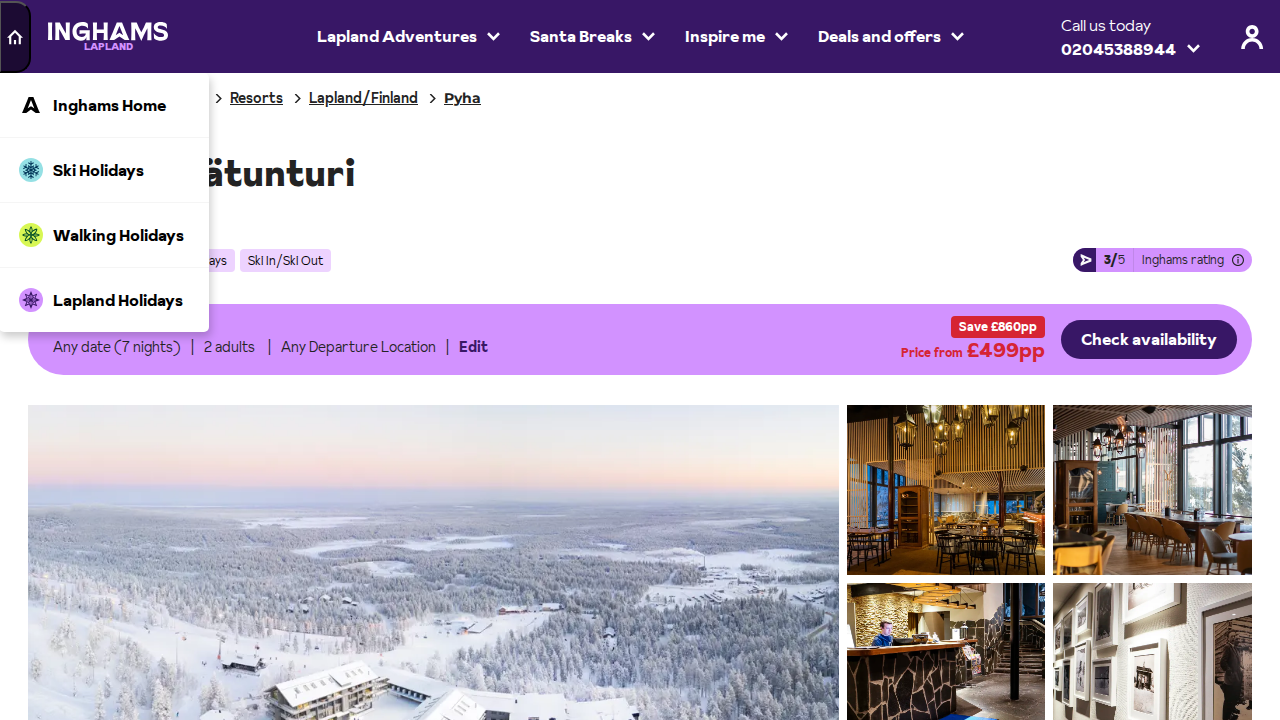 INGHAMS
LAPLAND
Lapland Adventures
Santa Breaks
Inspire me
Deals and offers
Call us today
02045388944
Inghams Home
Ski Holidays
Walking Holidays
Lapland Holidays
Resorts
Lapland/Finland
Pyha
ätunturi
ays
Ski In/Ski Out
3/5
Inghams rating
Any date (7 nights) | 2 adults | Any Departure Location | Edit
Save £860pp
Price from £499pp
Check availability